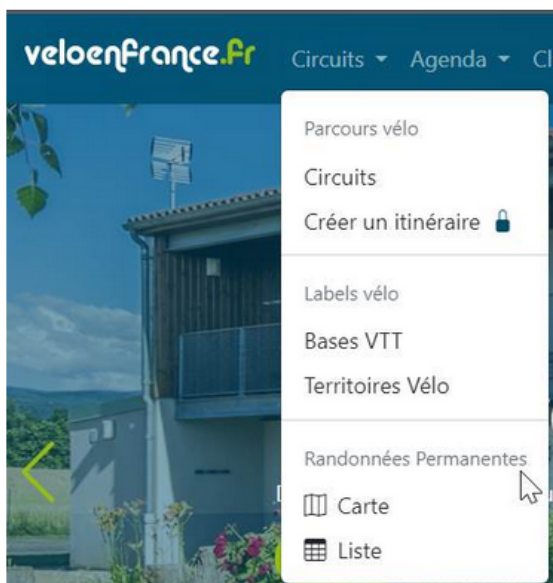 veloenfrance.fr Circuits Agenda Cl
Parcours vélo
Circuits
Créer un itinéraire
Labels vélo
Bases VTT
Territoires Vélo
Randonnées Permanentes
Carte
Liste